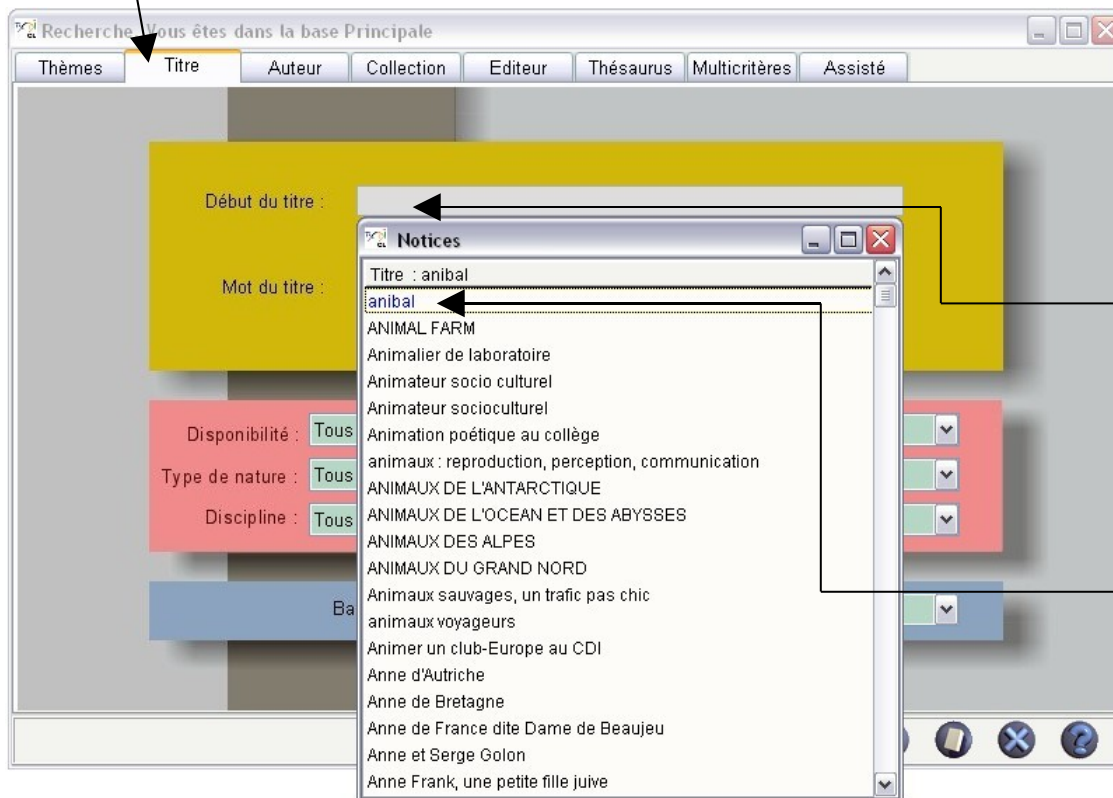 Recherche Vous êtes dans la base Principale
Thèmes Titre Auteur Collection Editeur Thésaurus Multicritères Assisté
Début du titre :
Mot du titre :
Notices
Titre : anibal
anibal
ANIMAL FARM
Animalier de laboratoire
Animateur socio culturel
Animateur socioculturel
Animation poétique au collège
animaux : reproduction, perception, communication
ANIMAUX DE L'ANTARCTIQUE
ANIMAUX DE L'OCEAN ET DES ABYSSES
ANIMAUX DES ALPES
ANIMAUX DU GRAND NORD
Animaux sauvages, un trafic pas chic
animaux voyageurs
Animer un club-Europe au CDI
Anne d'Autriche
Anne de Bretagne
Anne de France dite Dame de Beaujeu
Anne et Serge Golon
Anne Frank, une petite fille juive
Disponibilité : Tous
Type de nature : Tous
Discipline : Tous
Ba